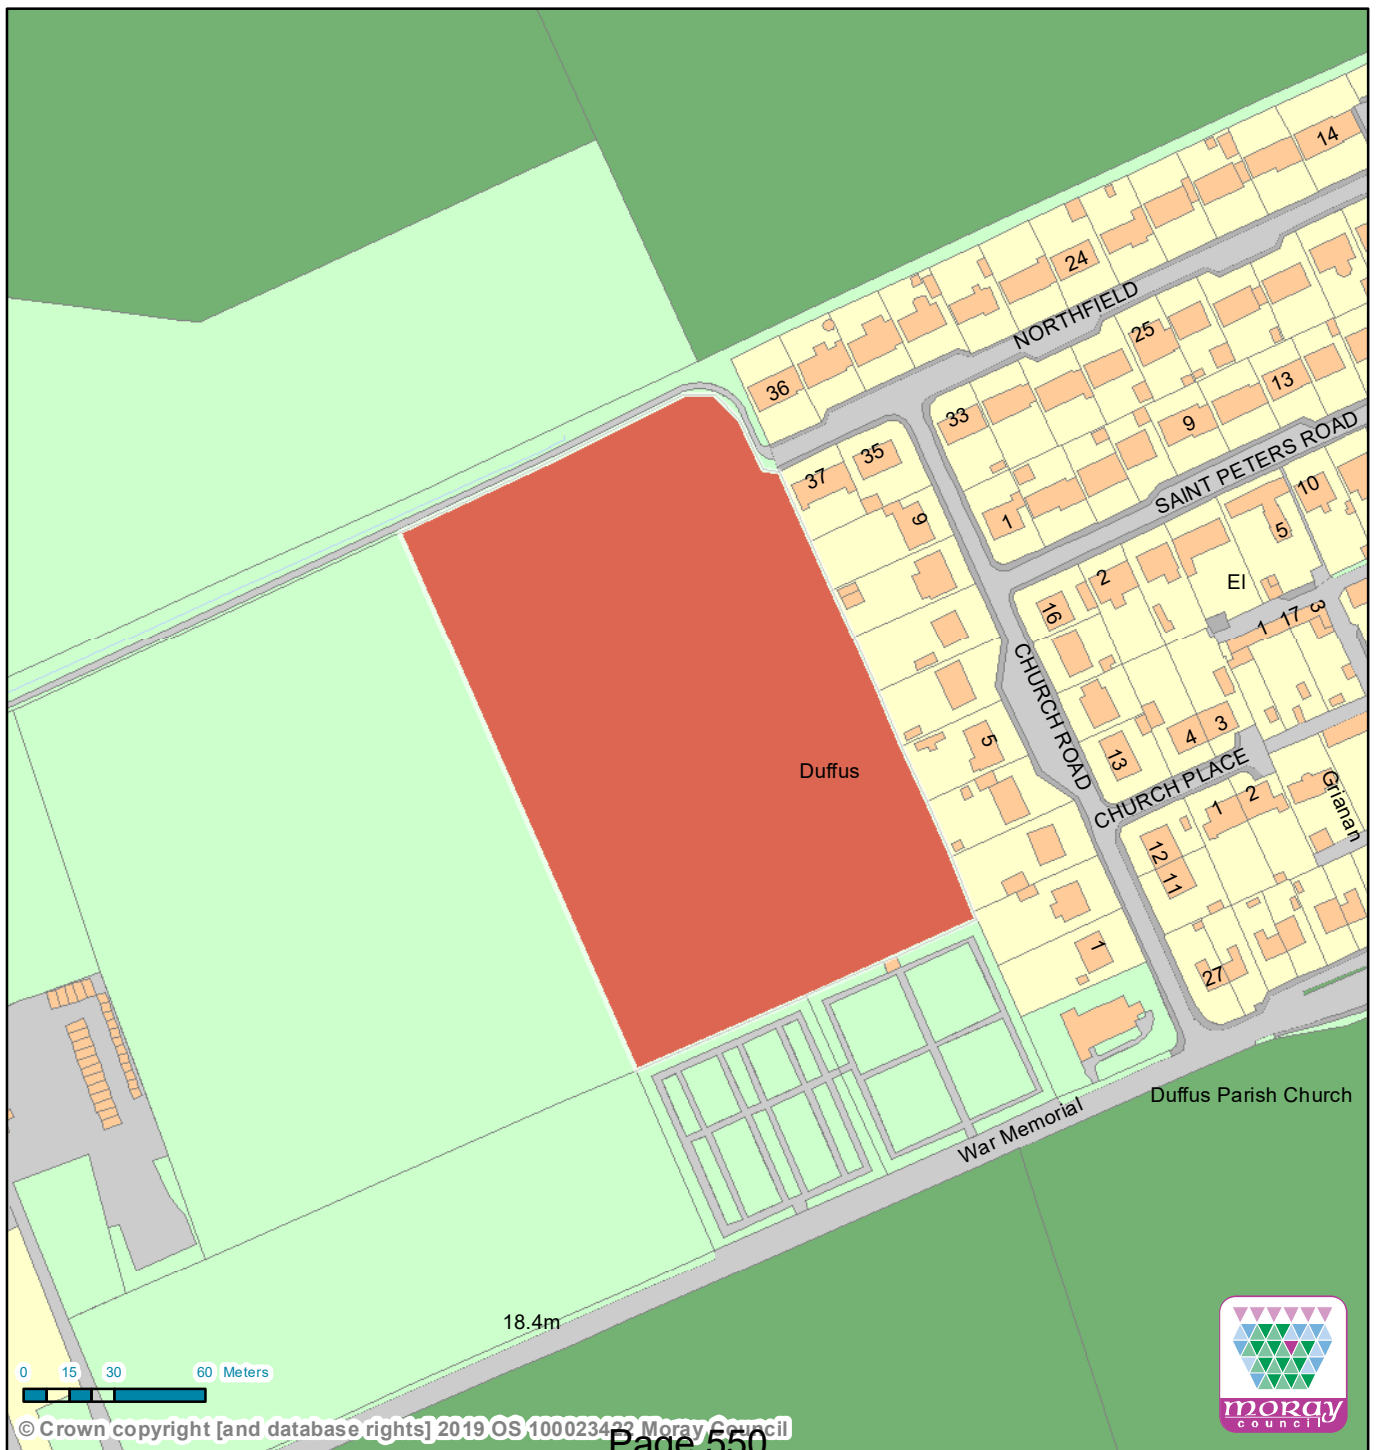 14
24
NORTHFIELD
25
36
13
33
9
SAINT PETERS ROAD
35
37
10
9
1
5
2
El
16
1 17 3
CHURCH ROAD
3
4
5
13
Duffus
CHURCH PLACE
Grianan
2
1
12
11
1
27
Duffus Parish Church
War Memorial
18.4m
0 15 30 60 Meters
moray
council
© Crown copyright [and database rights] 2019 OS 100023422 Moray Council
Page 550